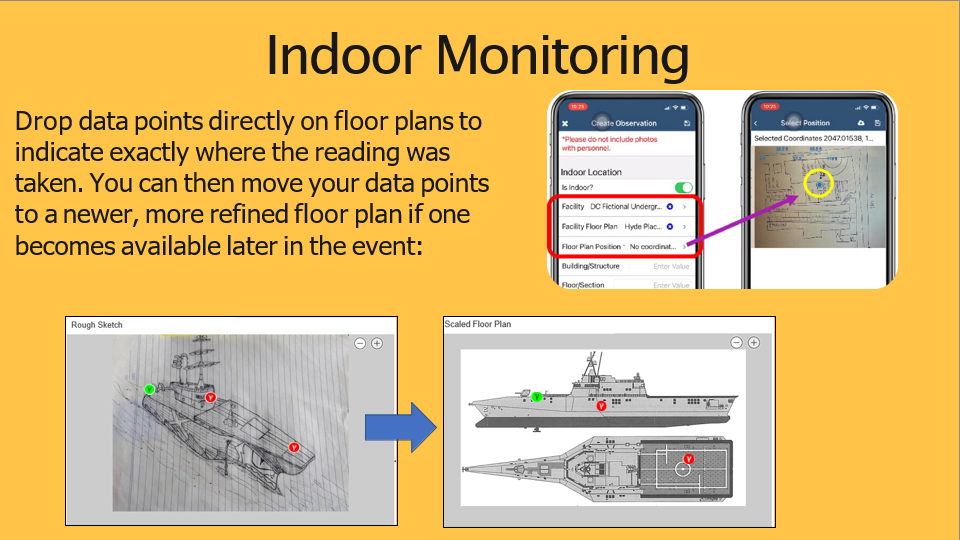 Indoor Monitoring
Drop data points directly on floor plans to
indicate exactly where the reading was
taken. You can then move your data points
to a newer, more refined floor plan if one
becomes available later in the event:
10:25
Create Observation
*Please do not include photos
with personnel.
Indoor Location
Is Indoor?
Facility DC Fictional Undergr...
Facility Floor Plan Hyde Plac...
Floor Plan Position * No coordinat...
Building/Structure Enter Value
Floor/Section Enter Value
10:25
Select Position
Selected Coordinates 2047.01538, 1...
Rough Sketch
γ
γ
γ
Scaled Floor Plan
γ
γ
γ